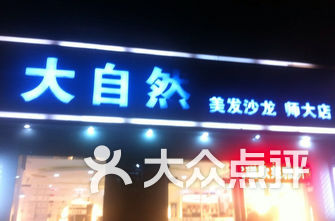 大自然
美发沙龙 师大店
大众点评